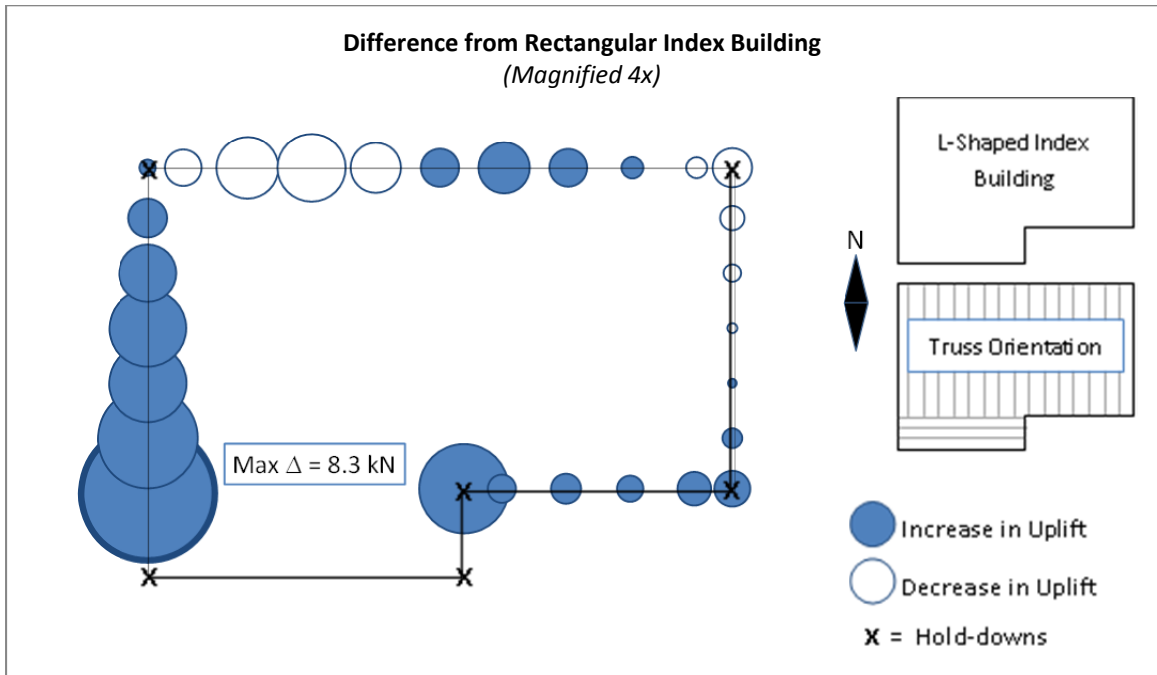 Difference from Rectangular Index Building
(Magnified 4x)
L-Shaped Index
Building
N
Truss Orientation
Max Δ = 8.3 kN
Increase in Uplift
Decrease in Uplift
X = Hold-downs